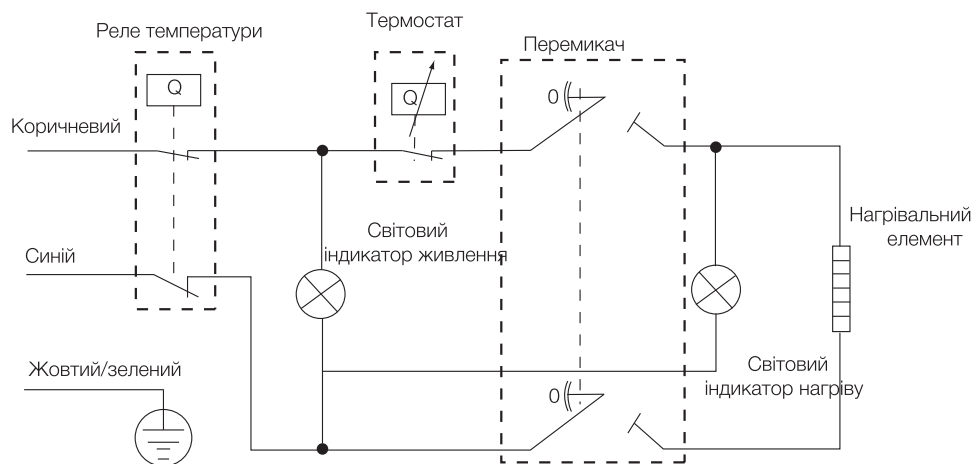 Термостат
Реле температури
Перемикач
Q
Q
0
Коричневий
Світовий
індикатор живлення
Нагрівальний
елемент
Синій
Жовтий/зелений
Світовий
індикатор нагріву
0